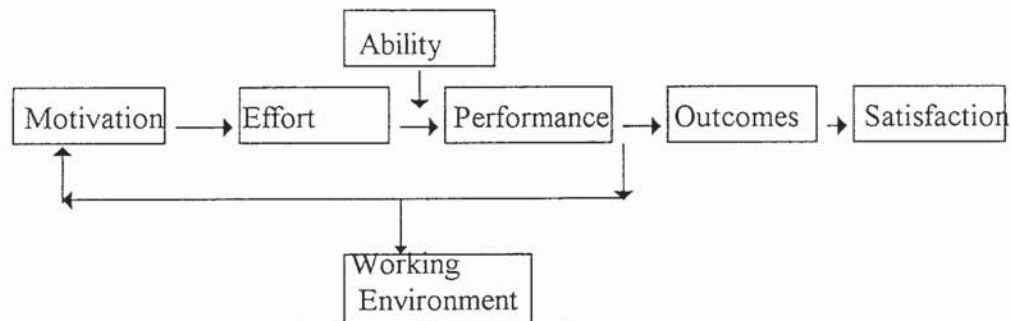 Ability
Motivation
Effort
Performance
Outcomes
Satisfaction
Working
Environment